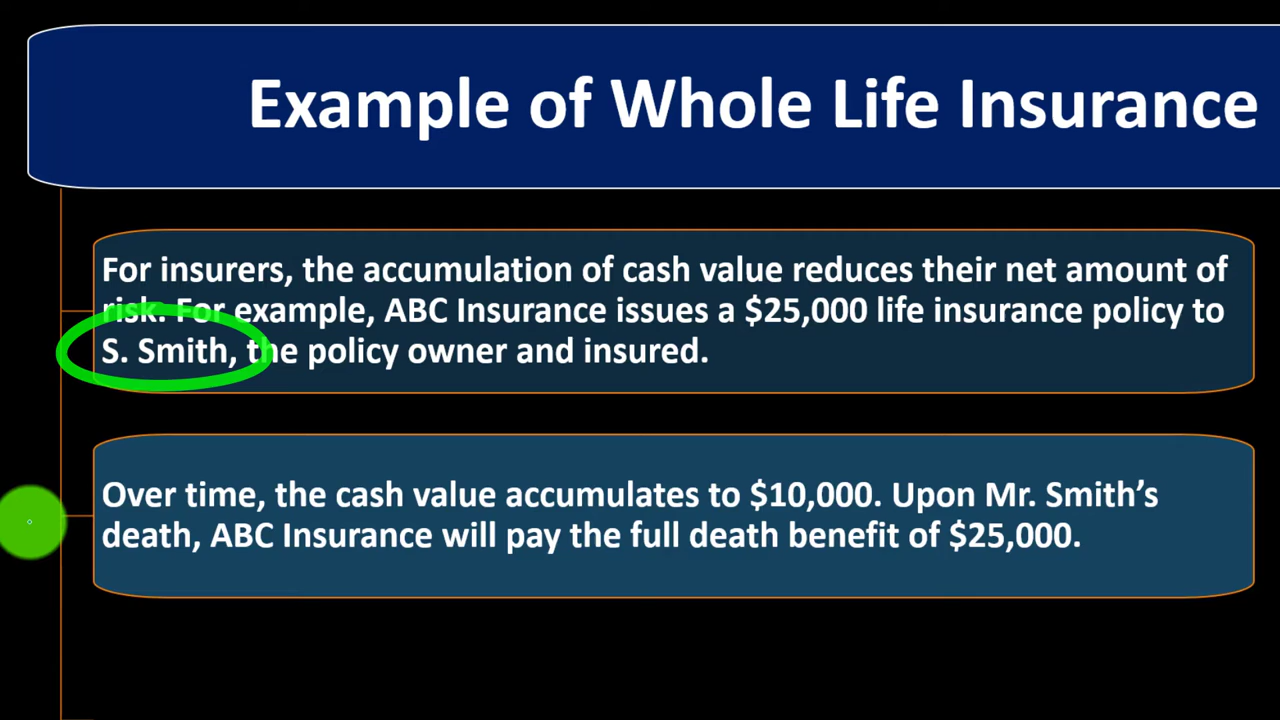 Example of Whole Life Insurance
For insurers, the accumulation of cash value reduces their net amount of
risk. For example, ABC Insurance issues a $25,000 life insurance policy to
S. Smith, the policy owner and insured.
Over time, the cash value accumulates to $10,000. Upon Mr. Smith’s
death, ABC Insurance will pay the full death benefit of $25,000.